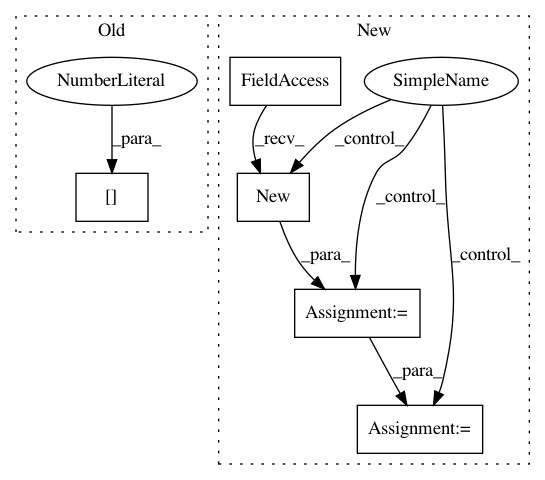 Old
New
NumberLiteral
FieldAccess
SimpleName
_para_
_recv_
_control_
[]
New
_control_
_control_
_para_
Assignment:=
_para_
Assignment:=